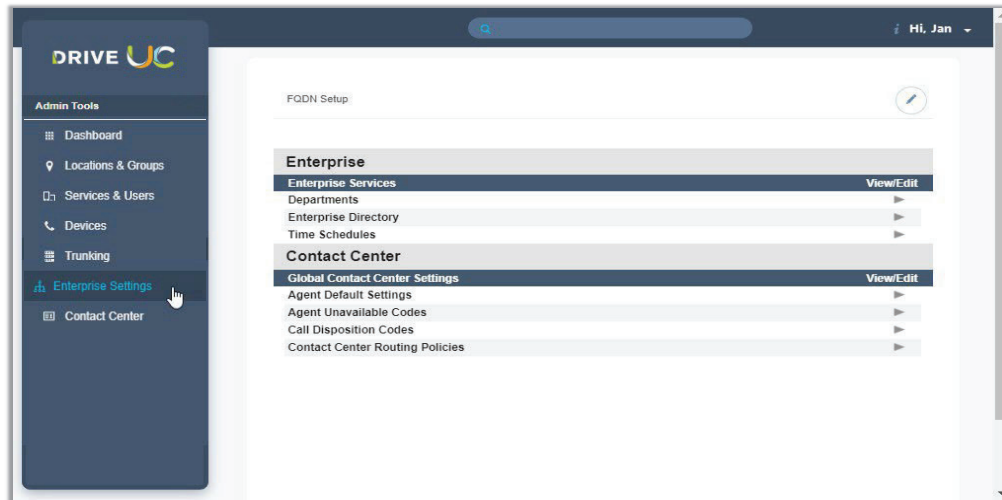 Hi, Jan
DRIVE UC
Admin Tools
Dashboard
Locations & Groups
Services & Users
Devices
Trunking
Enterprise Settings
Contact Center
FQDN Setup
Enterprise
Enterprise Services View/Edit
Departments
Enterprise Directory
Time Schedules
Contact Center
Global Contact Center Settings View/Edit
Agent Default Settings
Agent Unavailable Codes
Call Disposition Codes
Contact Center Routing Policies